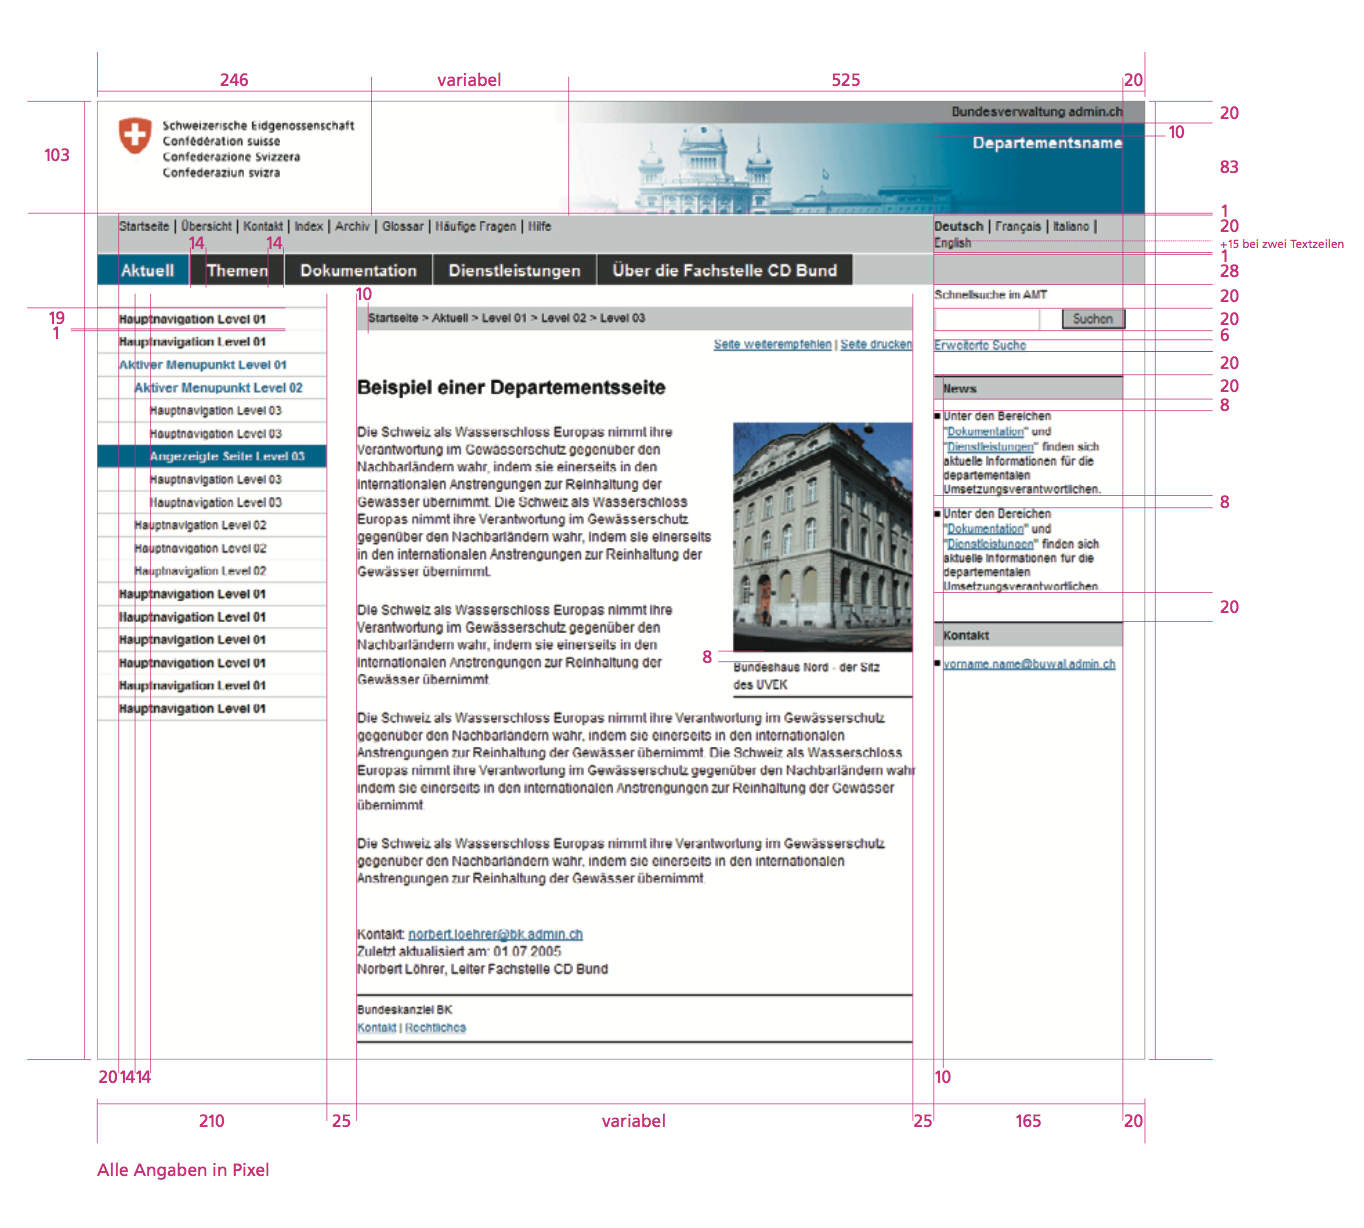 246
variabel
525
20
Bundesverwaltung admin.ch
20
10
Schweizerische Eidgenossenschaft
Confédération suisse
Confederazione Svizzera
Confederaziun svizra
Departementsname
103
83
1
Startseite | Übersicht | Kontakt | Index | Archiv | Glossar | Häufige Fragen | Hilfe
Deutsch | Français | Italiano |
English
20
+15 bei zwei Textzeilen
14
14
1
Aktuell
Themen
Dokumentation
Dienstleistungen
Über die Fachstelle CD Bund
28
10
Schnellsuche im AMT
20
19
1
Hauptnavigation Level 01
Hauptnavigation Level 01
Aktiver Menupunkt Level 01
Aktiver Menupunkt Level 02
Hauptnavigation Level 03
Hauptnavigation Level 03
Angezeigte Seite Level 03
Hauptnavigation Level 03
Hauptnavigation Level 03
Hauptnavigation Level 02
Hauptnavigation Level 02
Hauptnavigation Level 02
Hauptnavigation Level 01
Hauptnavigation Level 01
Hauptnavigation Level 01
Hauptnavigation Level 01
Hauptnavigation Level 01
Hauptnavigation Level 01
Startseite > Aktuell > Level 01 > Level 02 > Level 03
Seite weiterempfehlen | Seite drucken
Beispiel einer Departementsseite
Die Schweiz als Wasserschloss Europas nimmt ihre
Verantwortung im Gewässerschutz gegenüber den
Nachbarländern wahr, indem sie einerseits in den
internationalen Anstrengungen zur Reinhaltung der
Gewässer übernimmt. Die Schweiz als Wasserschloss
Europas nimmt ihre Verantwortung im Gewässerschutz
gegenüber den Nachbarländern wahr, indem sie einerseits
in den internationalen Anstrengungen zur Reinhaltung der
Gewässer übernimmt.
Die Schweiz als Wasserschloss Europas nimmt ihre
Verantwortung im Gewässerschutz gegenüber den
Nachbarländern wahr, indem sie einerseits in den
internationalen Anstrengungen zur Reinhaltung der
Gewässer übernimmt.
8
Bundeshaus Nord - der Sitz
des UVEK
Die Schweiz als Wasserschloss Europas nimmt ihre Verantwortung im Gewässerschutz
gegenüber den Nachbarländern wahr, indem sie einerseits in den internationalen
Anstrengungen zur Reinhaltung der Gewässer übernimmt. Die Schweiz als Wasserschloss
Europas nimmt ihre Verantwortung im Gewässerschutz gegenüber den Nachbarländern wahr
indem sie einerseits in den internationalen Anstrengungen zur Reinhaltung der Gewässer
übernimmt.
Die Schweiz als Wasserschloss Europas nimmt ihre Verantwortung im Gewässerschutz
gegenüber den Nachbarländern wahr, indem sie einerseits in den internationalen
Anstrengungen zur Reinhaltung der Gewässer übernimmt.
Kontakt: norbert.loehrer@bk.admin.ch
Zuletzt aktualisiert am: 01.07.2005
Norbert Löhrer, Leiter Fachstelle CD Bund
Bundeskanzlei BK
Kontakt | Rechtliches
Suchen
20
6
Erweiterte Suche
20
News
20
8
Unter den Bereichen
"Dokumentation" und
"Dienstleistungen" finden sich
aktuelle Informationen für die
departementalen
Umsetzungsverantwortlichen.
8
Unter den Bereichen
"Dokumentation" und
"Dienstleistungen" finden sich
aktuelle Informationen für die
departementalen
Umsetzungsverantwortlichen.
20
Kontakt
vorname.name@buwal.admin.ch
20
14
14
10
210
25
variabel
25
165
20
Alle Angaben in Pixel